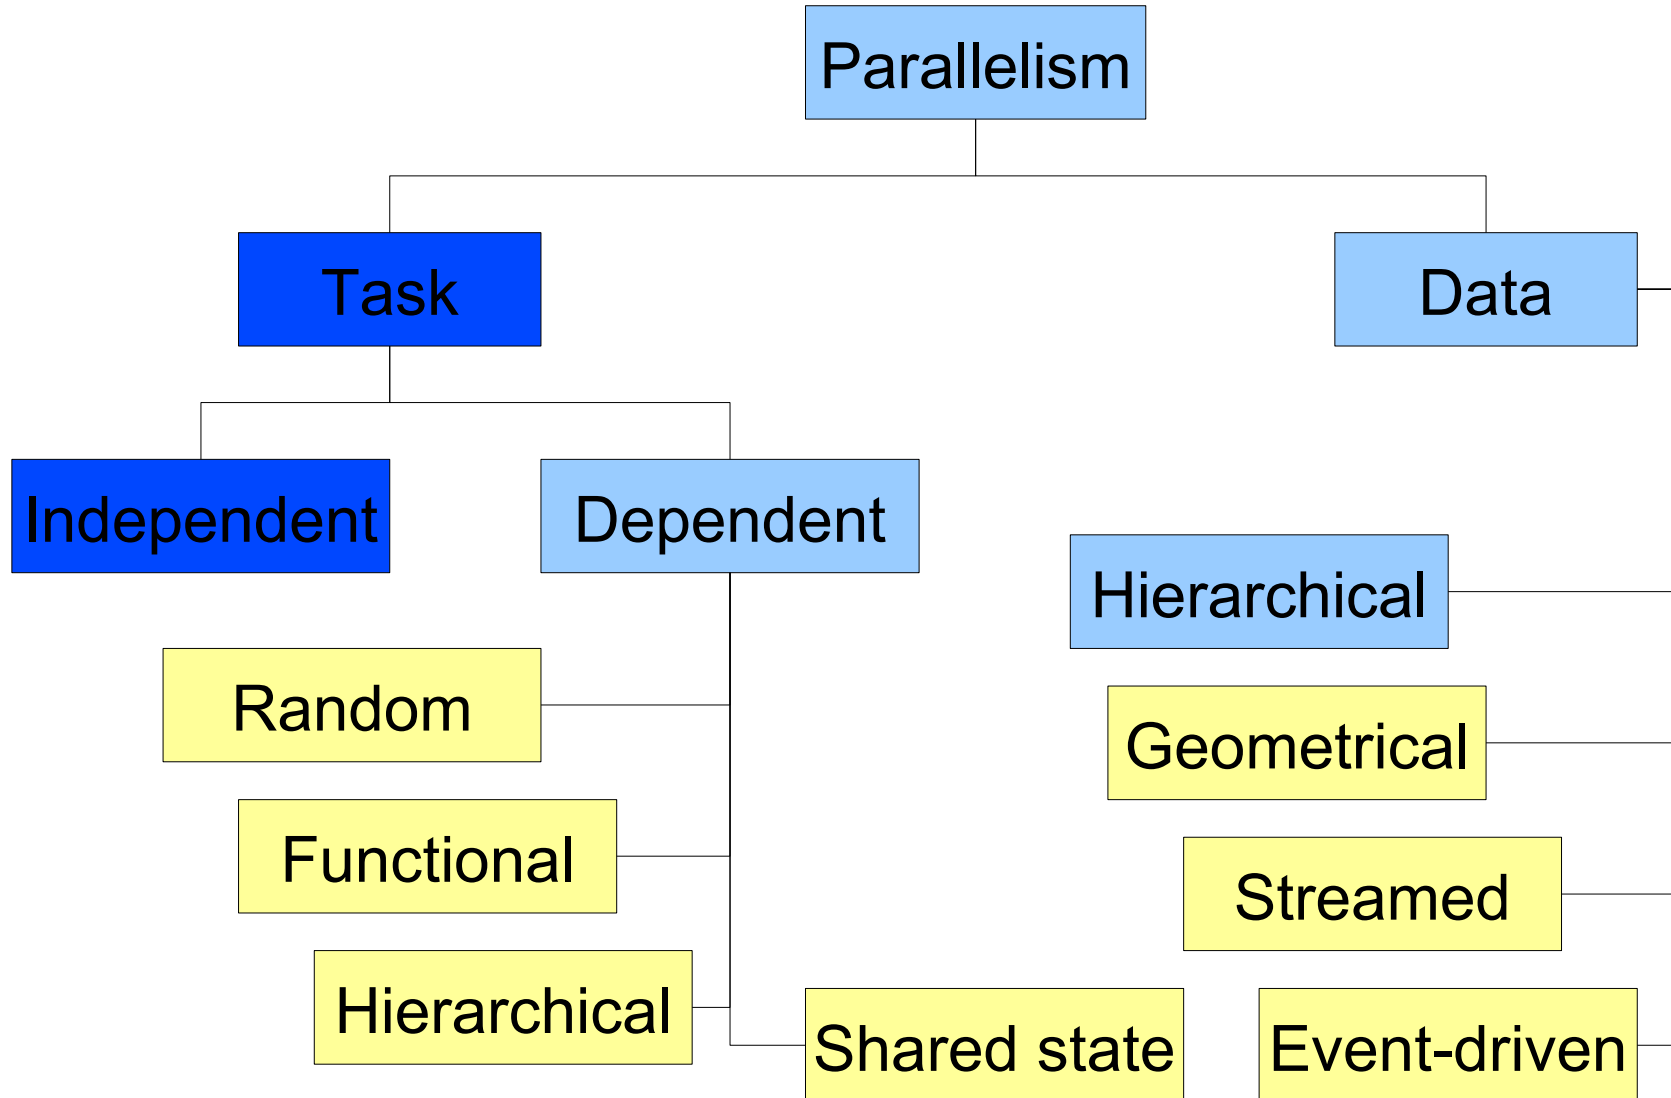 Parallelism
Task
Data
Independent
Dependent
Hierarchical
Random
Geometrical
Functional
Streamed
Hierarchical
Shared state
Event-driven